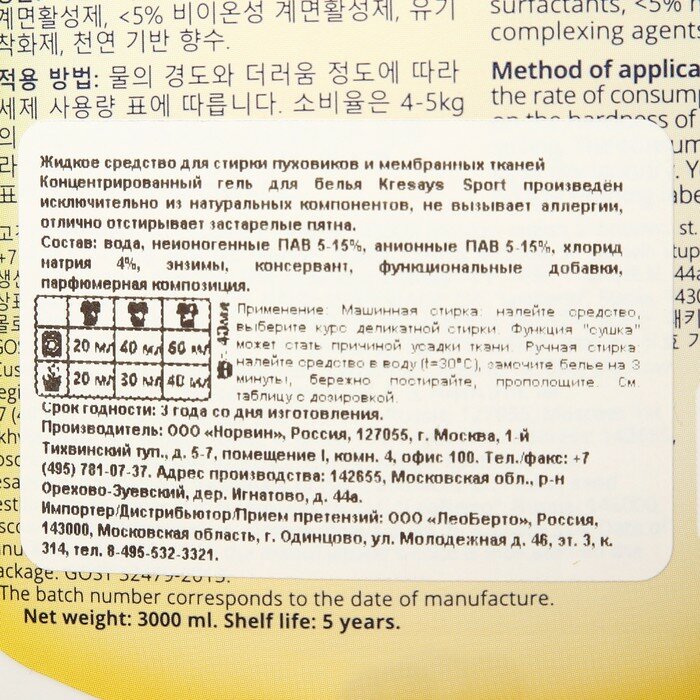 계면활성제, <5% 비이온성 계면활성제, 유기
착화제, 천연 기반 향수.
적용 방법: 물의 경도와 더러움 정도에 따라
세제 사용량 표에 따릅니다. 소비율은 4-5kg
의
surfactants, <5% n
complexing agents
Method of applica
the rate of consump
on the hardness of
Жидкое средство для стирки пуховиков и мембранных тканей
Концентрированный гель для белья Kresays Sport произведён
исключительно из натуральных компонентов, не вызывает аллергии,
отлично отстирывает застарелые пятна.
Состав: вода, неионогенные ПАВ 5-15%, анионные ПАВ 5-15%, хлорид
натрия 4%, энзимы, консервант, функциональные добавки,
парфюмерная композиция.
20 мл 40 мл 60 мл
20 мл 30 мл 40 мл
- 43мл
Применение: Машинная стирка: налейте средство,
выберите курс деликатной стирки. Функция "сушка"
может стать причиной усадки ткани. Ручная стирка
налейте средство в воду (t=30°C), замочите белье на 3
минуты, бережно постирайте, прополощите. См.
таблицу с дозировкой.
Срок годности: 3 года со дня изготовления.
Производитель: ООО «Норвин», Россия, 127055, г. Москва, 1-й
Тихвинский туп., д. 5-7, помещение I, комн. 4, офис 100. Тел./факс: +7
(495) 781-07-37. Адрес производства: 142655, Московская обл., р-н
Орехово-Зуевский, дер. Игнатово, д. 44а.
Импортер/Дистрибьютор/Прием претензий: ООО «ЛеоБерто», Россия,
143000, Московская область, г. Одинцово, ул. Молодежная д. 46, эт. 3, к.
314, тел. 8-495-532-3321.
ackage. GOST 32479-2013.
The batch number corresponds to the date of manufacture.
Net weight: 3000 ml. Shelf life: 5 years.